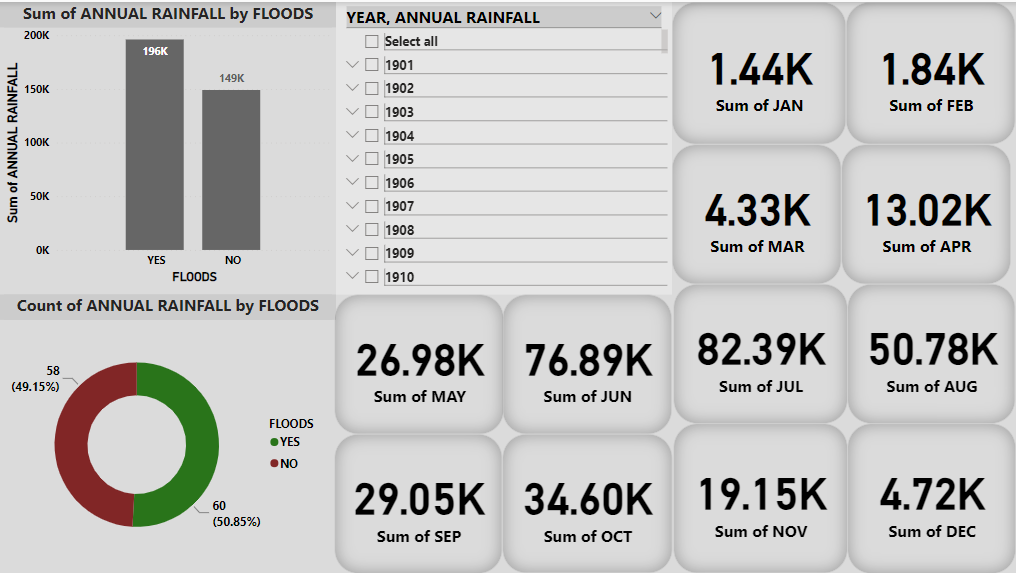 Sum of ANNUAL RAINFALL by FLOODS
Sum of ANNUAL RAINFALL
200K
150K
100K
50K
0K
196K
149K
YES
NO
FLOODS
YEAR, ANNUAL RAINFALL
Select all
1901
1902
1903
1904
1905
1906
1907
1908
1909
1910
1.44K
Sum of JAN
1.84K
Sum of FEB
4.33K
Sum of MAR
13.02K
Sum of APR
Count of ANNUAL RAINFALL by FLOODS
58
(49.15%)
60
(50.85%)
FLOODS
YES
NO
26.98K
Sum of MAY
76.89K
Sum of JUN
82.39K
Sum of JUL
50.78K
Sum of AUG
29.05K
Sum of SEP
34.60K
Sum of OCT
19.15K
Sum of NOV
4.72K
Sum of DEC